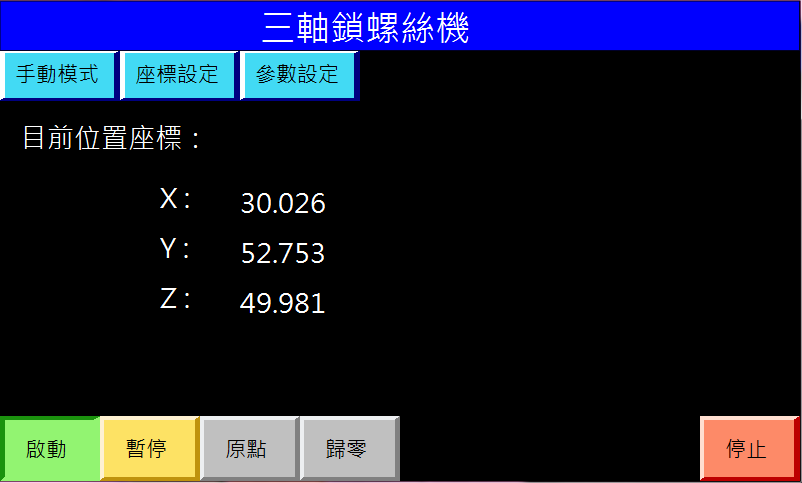 三軸鎖螺絲機
手動模式 座標設定 參數設定
目前位置座標：
X： 30.026
Y： 52.753
Z： 49.981
啟動 暫停 原點 歸零 停止